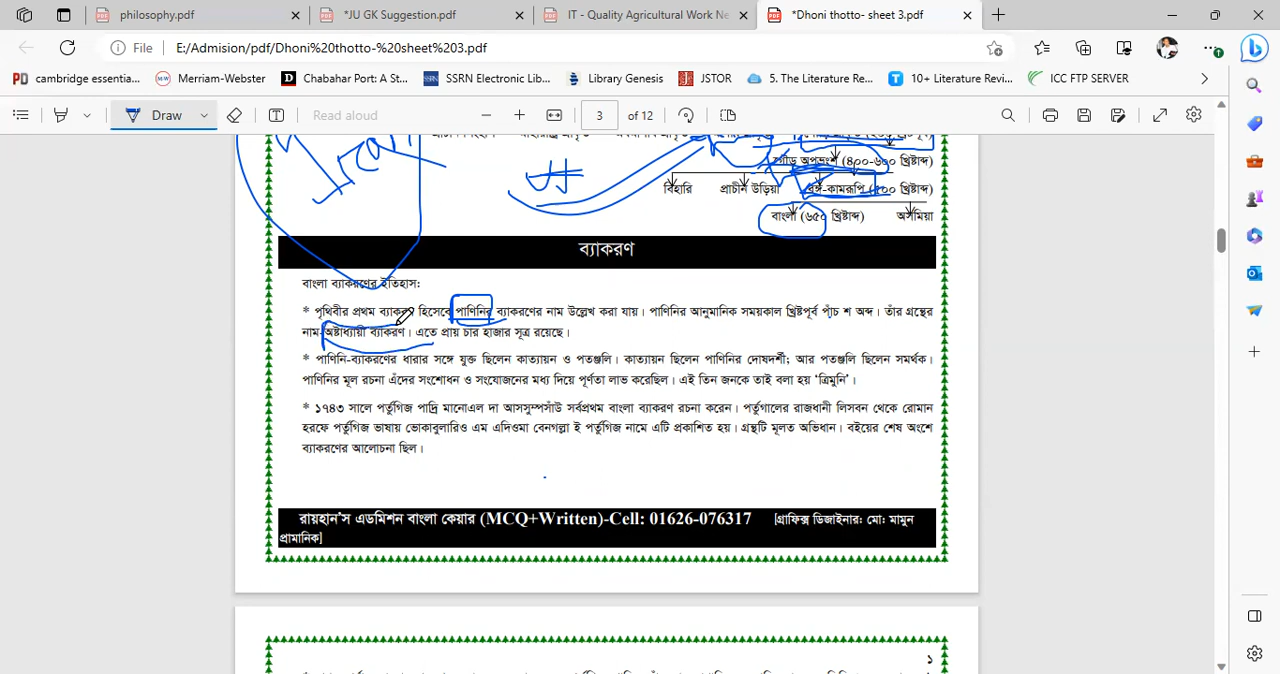 philosophy.pdf
*JU GK Suggestion.pdf
IT - Quality Agricultural Work Ne
*Dhoni thotto- sheet 3.pdf
File
E:/Admision/pdf/Dhoni%20thotto-%20sheet%203.pdf
PD cambridge essentia...
MW Merriam-Webster
D Chabahar Port: A St...
SSRN SSRN Electronic Lib...
Library Genesis
JSTOR
5. The Literature Re...
T 10+ Literature Revi...
ICC FTP SERVER
Draw
Read aloud
3 of 12
অপভ্রংশ (৪০০-৬০০ খ্রিষ্টাব্দ)
বিহারি প্রাচীন উড়িয়া বঙ্গ-কামরূপি (৫০০ খ্রিষ্টাব্দ)
বাংলা (৬৫০ খ্রিষ্টাব্দ) অসমিয়া
ব্যাকরণ
বাংলা ব্যাকরণের ইতিহাস:
* পৃথিবীর প্রথম ব্যাকরণ হিসেবে পাণিনির ব্যাকরণের নাম উল্লেখ করা যায়। পাণিনির আনুমানিক সময়কাল খ্রিষ্টপূর্ব পাঁচ শ অব্দ। তাঁর গ্রন্থের
নাম-অষ্টাধ্যায়ী ব্যাকরণ। এতে প্রায় চার হাজার সূত্র রয়েছে।
* পাণিনি-ব্যাকরণের ধারার সঙ্গে যুক্ত ছিলেন কাত্যায়ন ও পতঞ্জলি। কাত্যায়ন ছিলেন পাণিনির দোষদর্শী; আর পতঞ্জলি ছিলেন সমর্থক।
পাণিনির মূল রচনা এঁদের সংশোধন ও সংযোজনের মধ্য দিয়ে পূর্ণতা লাভ করেছিল। এই তিন জনকে তাই বলা হয় ‘ত্রিমুনি’।
* ১৭৪৩ সালে পর্তুগিজ পাদ্রি মানোএল দা আসসুম্পসাঁউ সর্বপ্রথম বাংলা ব্যাকরণ রচনা করেন। পর্তুগালের রাজধানী লিসবন থেকে রোমান
হরফে পর্তুগিজ ভাষায় ভোকাবুলারিও এম এদিওমা বেনগল্লা ই পর্তুগিজ নামে এটি প্রকাশিত হয়। গ্রন্থটি মূলত অভিধান। বইয়ের শেষ অংশে
ব্যাকরণের আলোচনা ছিল।
রায়হান’স এডমিশন বাংলা কেয়ার (MCQ+Written)-Cell: 01626-076317 [গ্রাফিক্স ডিজাইনার: মো: মামুন
প্রামানিক]
১